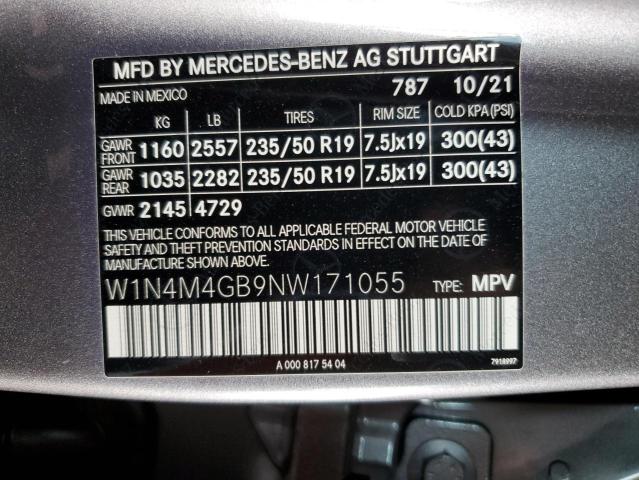 MFD BY MERCEDES-BENZ AG STUTTGART
MADE IN MEXICO 787 10/21
KG LB TIRES RIM SIZE COLD KPA(PSI)
GAWR FRONT 1160 2557 235/50 R19 7.5Jx19 300(43)
GAWR REAR 1035 2282 235/50 R19 7.5Jx19 300(43)
GVWR 2145 4729
THIS VEHICLE CONFORMS TO ALL APPLICABLE FEDERAL MOTOR VEHICLE
SAFETY AND THEFT PREVENTION STANDARDS IN EFFECT ON THE DATE
OF MANUFACTURE SHOWN ABOVE.
W1N4M4GB9NW171055 TYPE: MPV
A 000 817 54 04
7918997